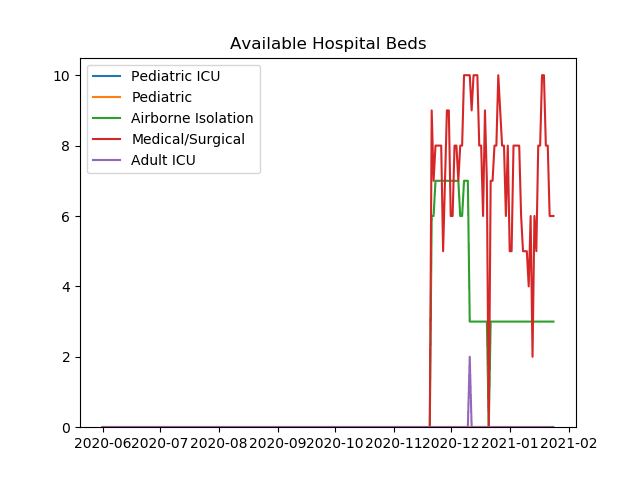 Available Hospital Beds
Pediatric ICU
Pediatric
Airborne Isolation
Medical/Surgical
Adult ICU
10
8
6
4
2
0
2020-06 2020-07 2020-08 2020-09 2020-10 2020-11 2020-12 2021-01 2021-02